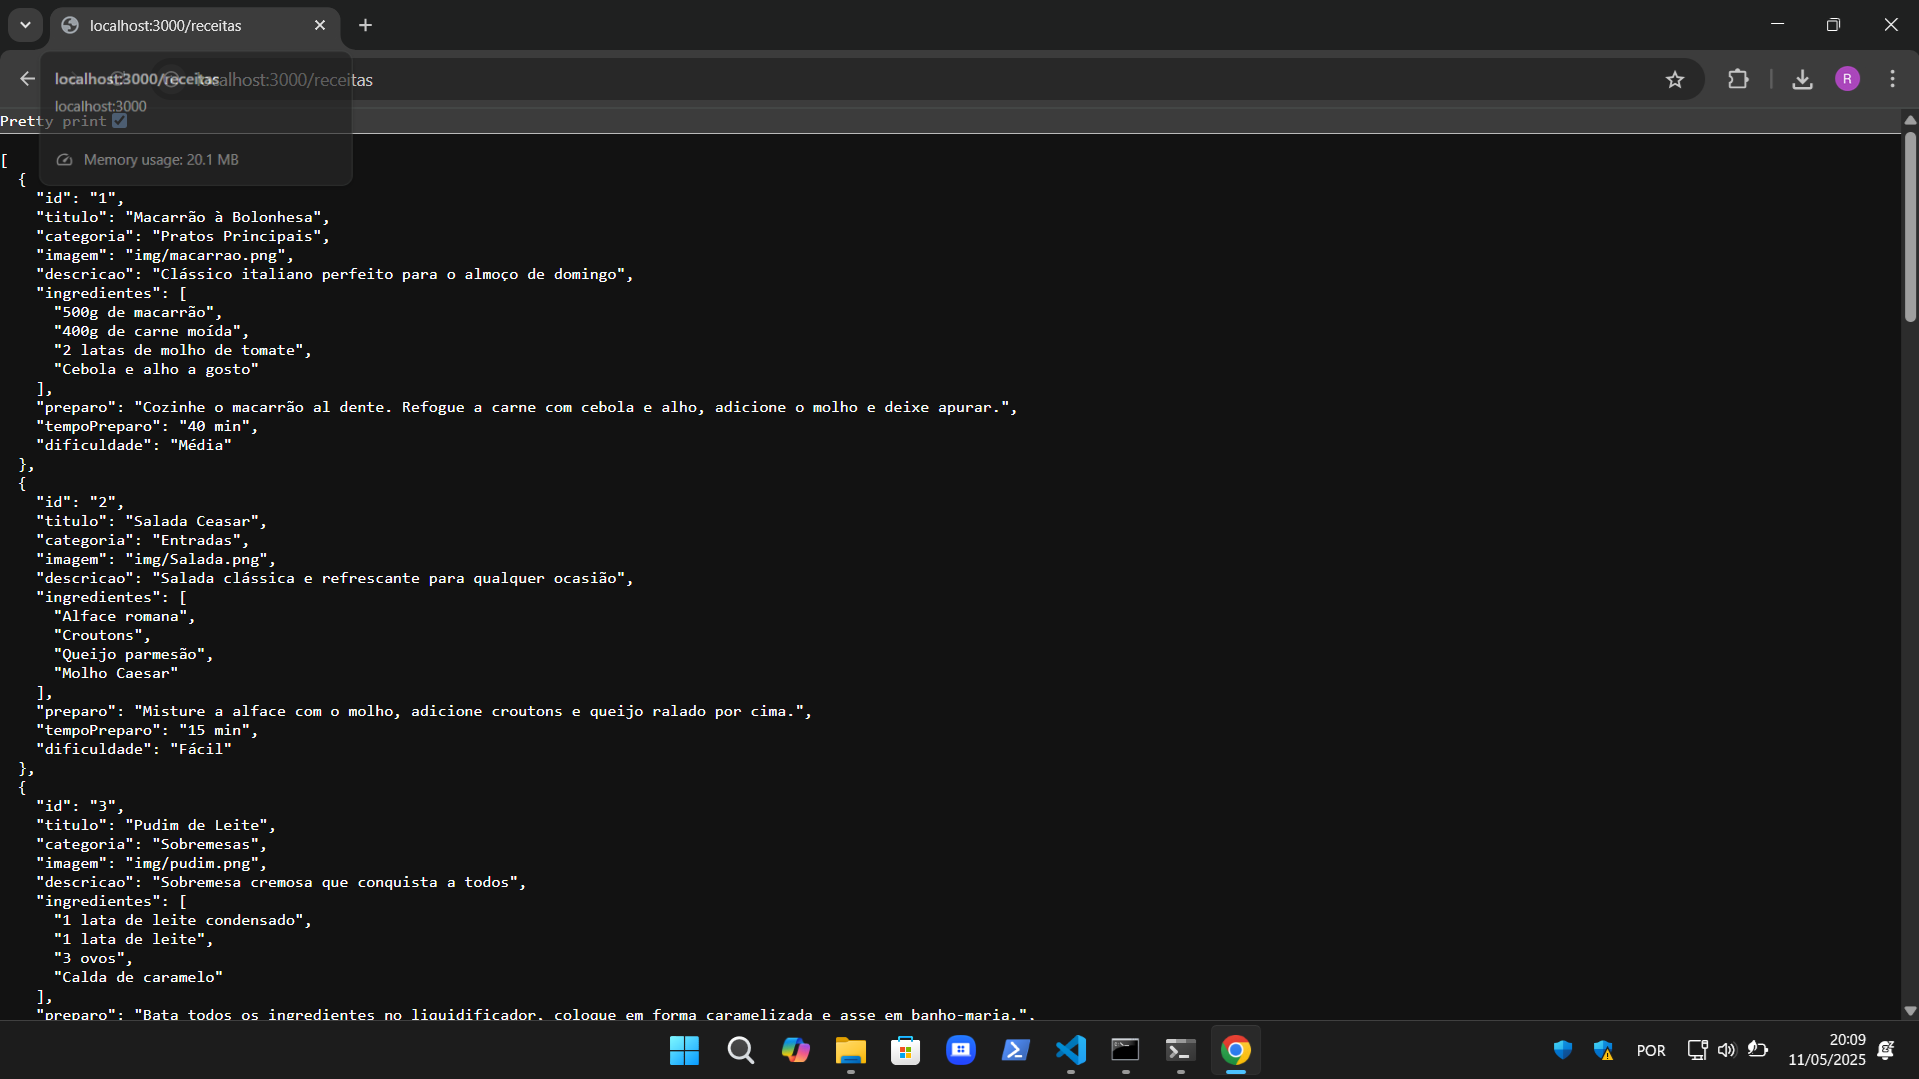 localhost:3000/receitas
localhost:3000/receitas
localhost:3000/receitas
localhost:3000
Pretty print
Memory usage: 20.1 MB
[
  {
    "id": "1",
    "titulo": "Macarrão à Bolonhesa",
    "categoria": "Pratos Principais",
    "imagem": "img/macarrao.png",
    "descricao": "Clássico italiano perfeito para o almoço de domingo",
    "ingredientes": [
      "500g de macarrão",
      "400g de carne moída",
      "2 latas de molho de tomate",
      "Cebola e alho a gosto"
    ],
    "preparo": "Cozinhe o macarrão al dente. Refogue a carne com cebola e alho, adicione o molho e deixe apurar.",
    "tempoPreparo": "40 min",
    "dificuldade": "Média"
  },
  {
    "id": "2",
    "titulo": "Salada Ceasar",
    "categoria": "Entradas",
    "imagem": "img/Salada.png",
    "descricao": "Salada clássica e refrescante para qualquer ocasião",
    "ingredientes": [
      "Alface romana",
      "Croutons",
      "Queijo parmesão",
      "Molho Caesar"
    ],
    "preparo": "Misture a alface com o molho, adicione croutons e queijo ralado por cima.",
    "tempoPreparo": "15 min",
    "dificuldade": "Fácil"
  },
  {
    "id": "3",
    "titulo": "Pudim de Leite",
    "categoria": "Sobremesas",
    "imagem": "img/pudim.png",
    "descricao": "Sobremesa cremosa que conquista a todos",
    "ingredientes": [
      "1 lata de leite condensado",
      "1 lata de leite",
      "3 ovos",
      "Calda de caramelo"
    ],
    "preparo": "Bata todos os ingredientes no liquidificador, coloque em forma caramelizada e asse em banho-maria.",
R
POR
20:09
11/05/2025